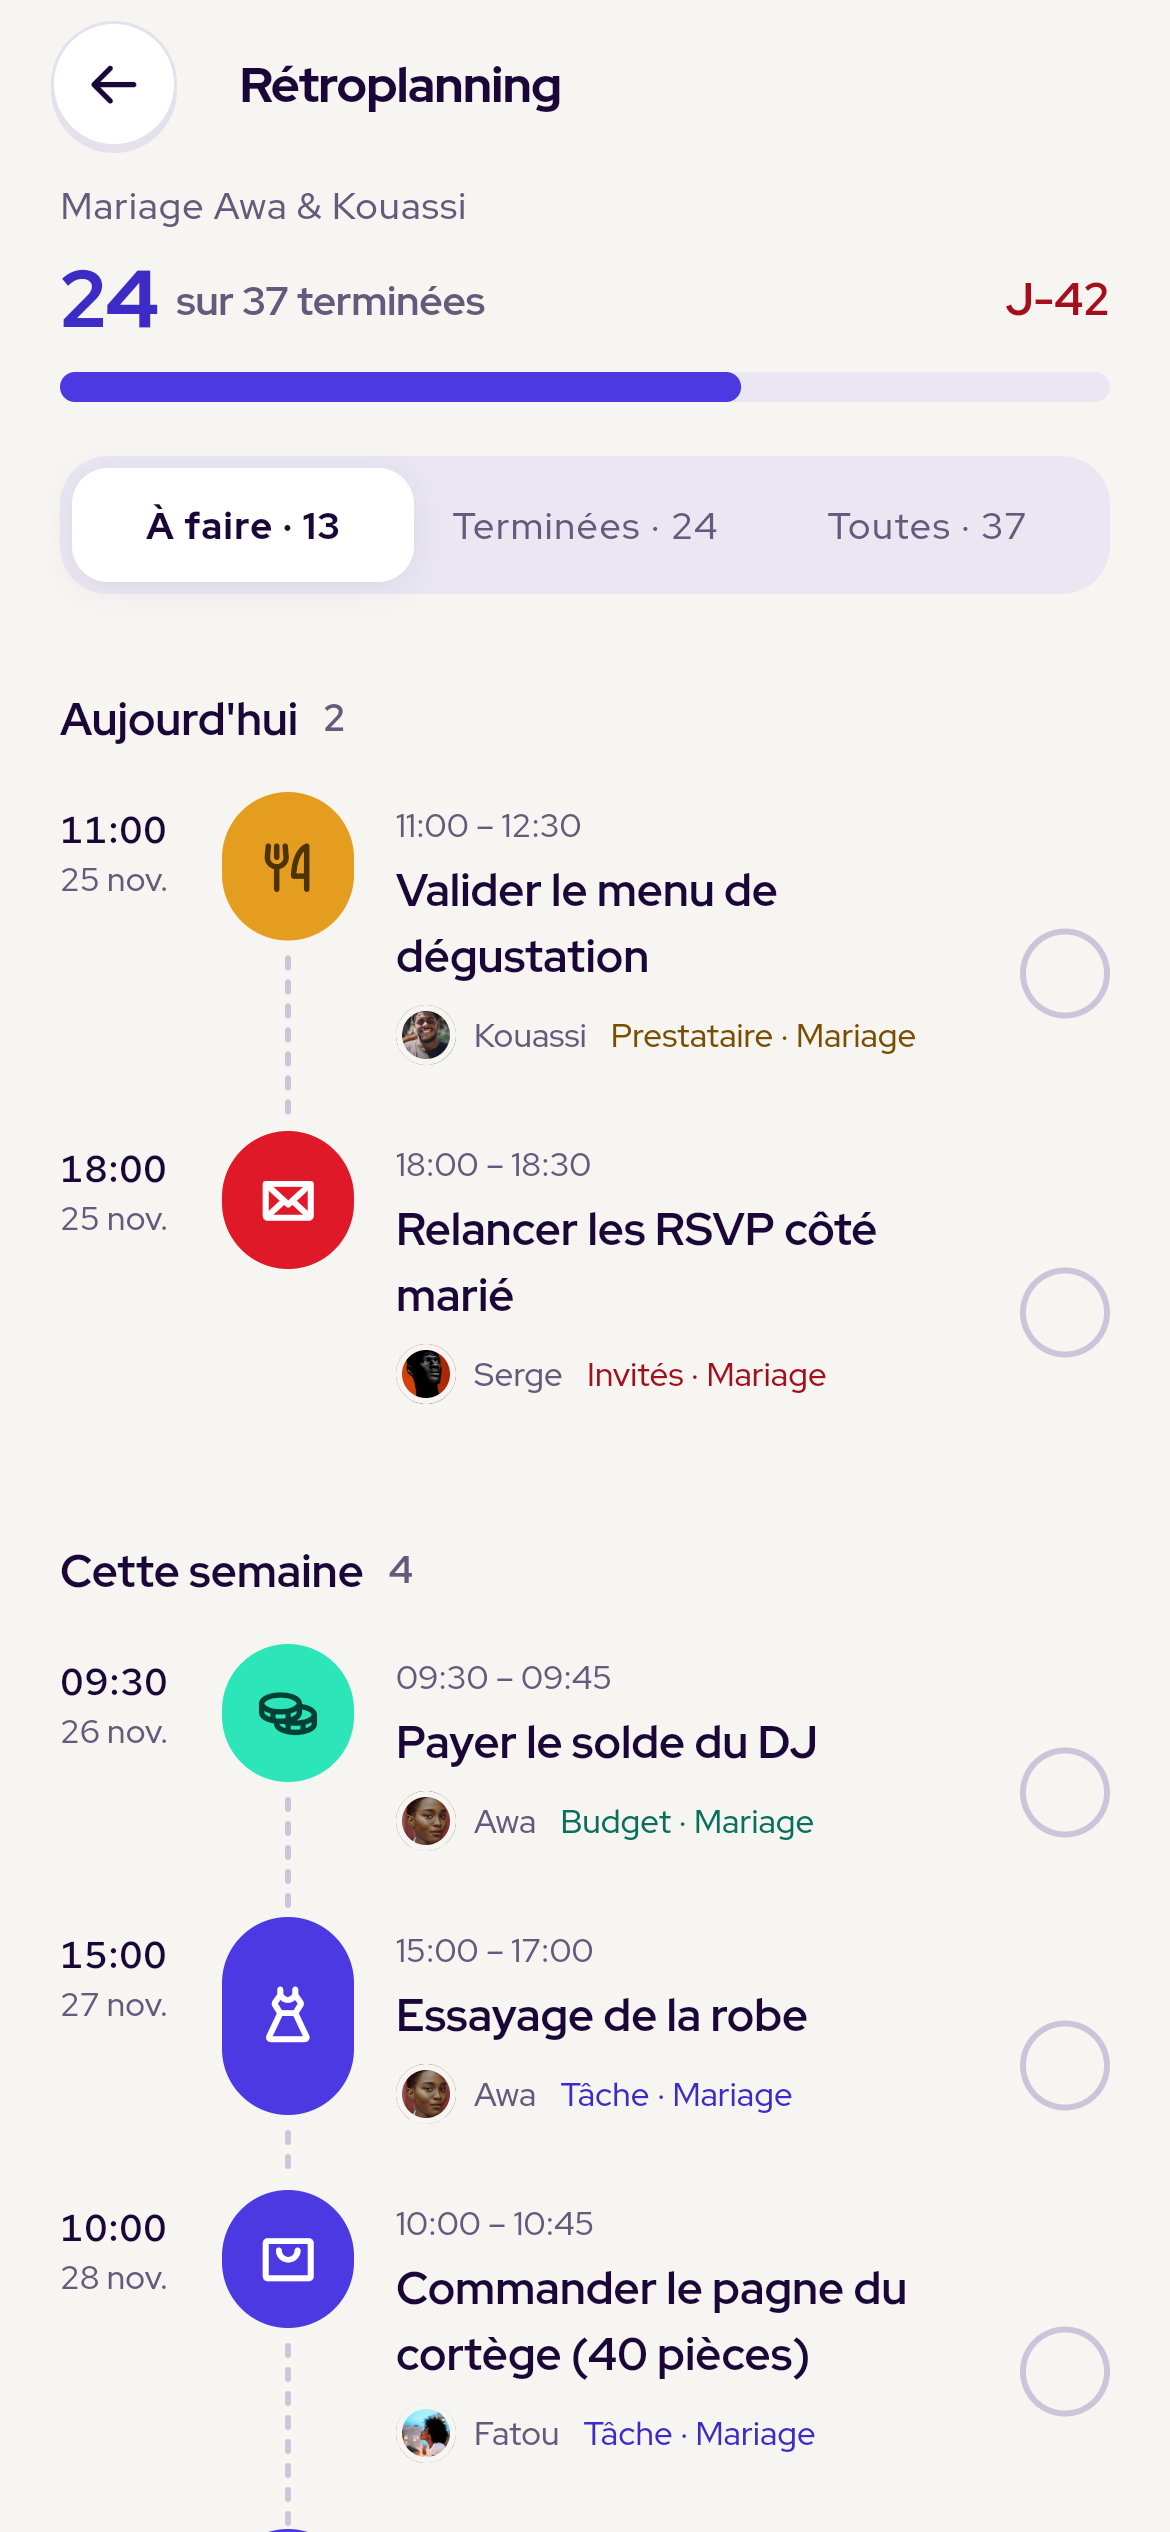 Rétroplanning
Mariage Awa & Kouassi
24 sur 37 terminées
J-42
À faire · 13
Terminées · 24
Toutes · 37
Aujourd'hui 2
11:00
25 nov.
11:00 – 12:30
Valider le menu de
dégustation
Kouassi Prestataire · Mariage
18:00
25 nov.
18:00 – 18:30
Relancer les RSVP côté
marié
Serge Invités · Mariage
Cette semaine 4
09:30
26 nov.
09:30 – 09:45
Payer le solde du DJ
Awa Budget · Mariage
15:00
27 nov.
15:00 – 17:00
Essayage de la robe
Awa Tâche · Mariage
10:00
28 nov.
10:00 – 10:45
Commander le pagne du
cortège (40 pièces)
Fatou Tâche · Mariage